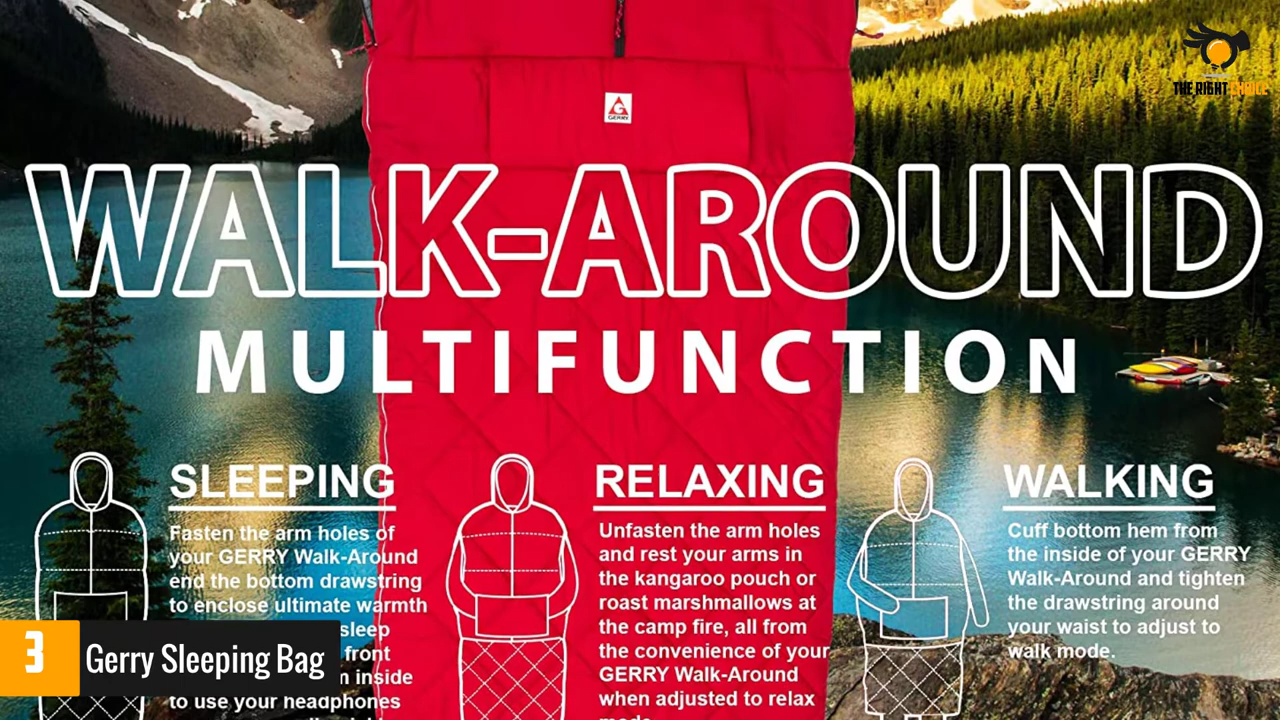 THE RIGHT CHOICE
GERRY
WALK-AROUND
MULTIFUNCTION
SLEEPING
Fasten the arm holes of
your GERRY Walk-Around
end the bottom drawstring
to enclose ultimate warmth
sleep
front
inside
to use your headphones
RELAXING
Unfasten the arm holes
and rest your arms in
the kangaroo pouch or
roast marshmallows at
the camp fire, all from
the convenience of your
GERRY Walk-Around
when adjusted to relax
WALKING
Cuff bottom hem from
the inside of your GERRY
Walk-Around and tighten
the drawstring around
your waist to adjust to
walk mode.
3 Gerry Sleeping Bag